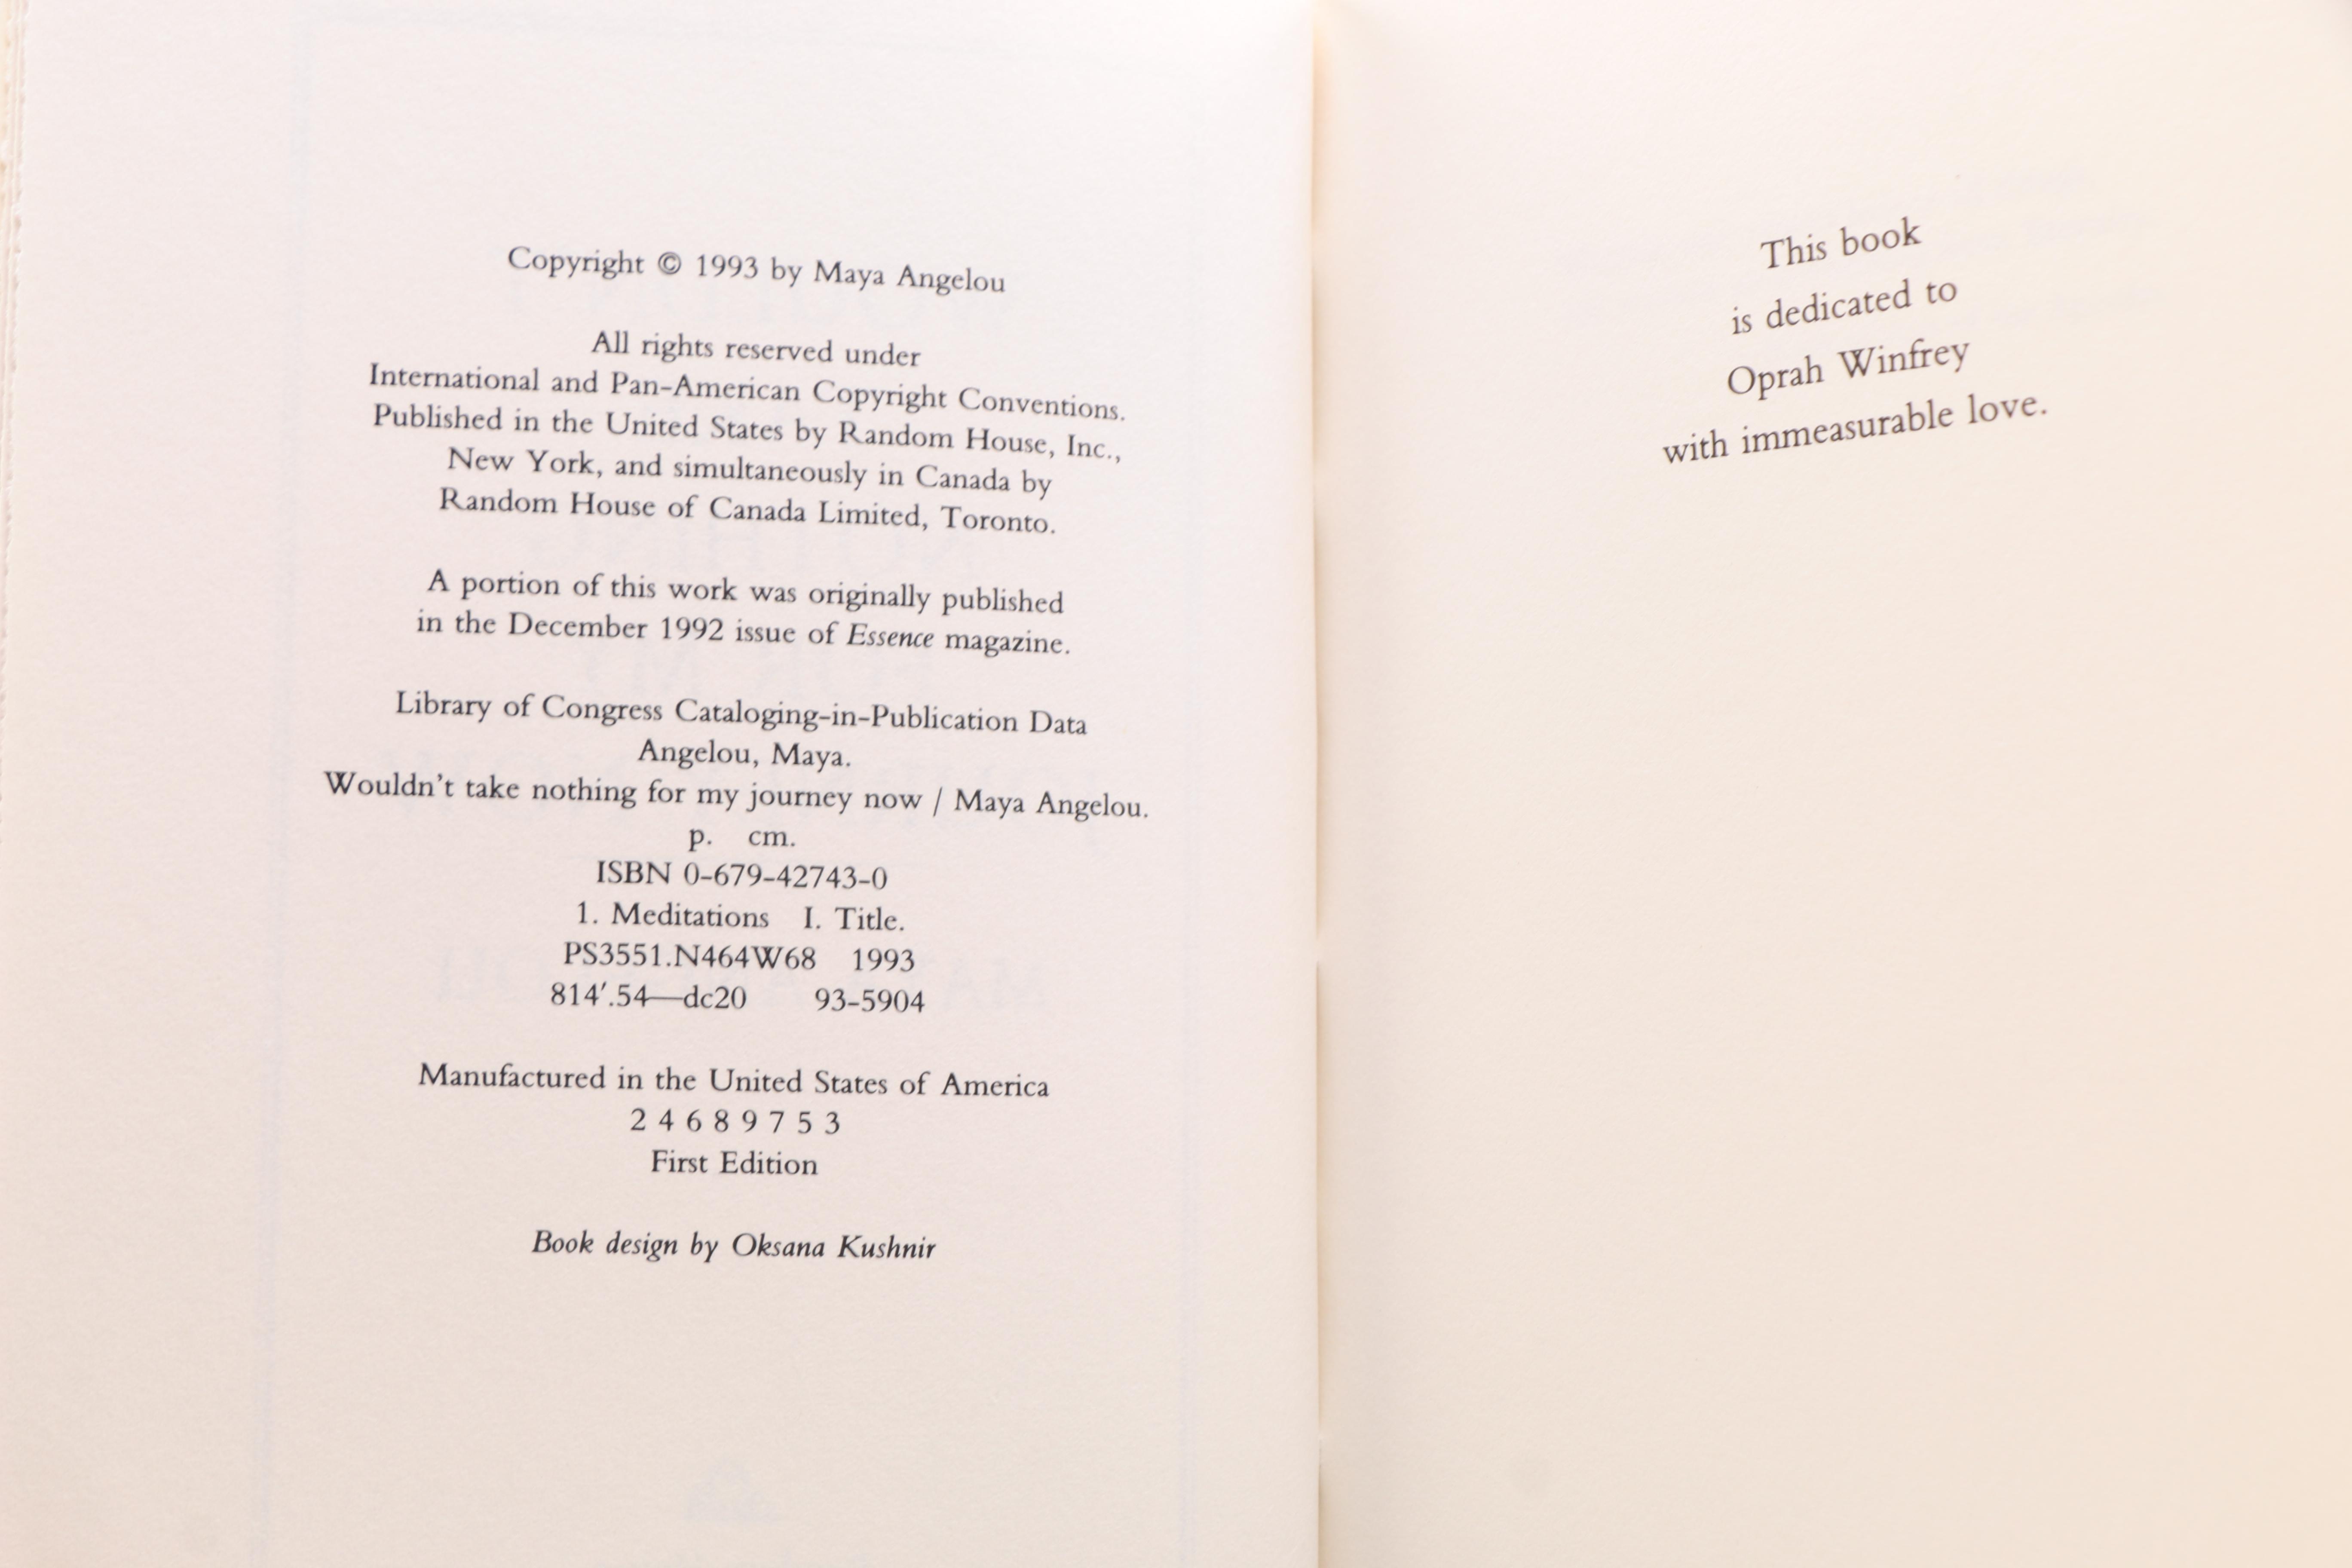 Copyright © 1993 by Maya Angelou
All rights reserved under
International and Pan-American Copyright Conventions.
Published in the United States by Random House, Inc.,
New York, and simultaneously in Canada by
Random House of Canada Limited, Toronto.
A portion of this work was originally published
in the December 1992 issue of Essence magazine.
Library of Congress Cataloging-in-Publication Data
Angelou, Maya.
Wouldn't take nothing for my journey now / Maya Angelou.
p. cm.
ISBN 0-679-42743-0
1. Meditations I. Title.
PS3551.N464W68 1993
814′.54—dc20 93-5904
Manufactured in the United States of America
2 4 6 8 9 7 5 3
First Edition
Book design by Oksana Kushnir
This book
is dedicated to
Oprah Winfrey
with immeasurable love.